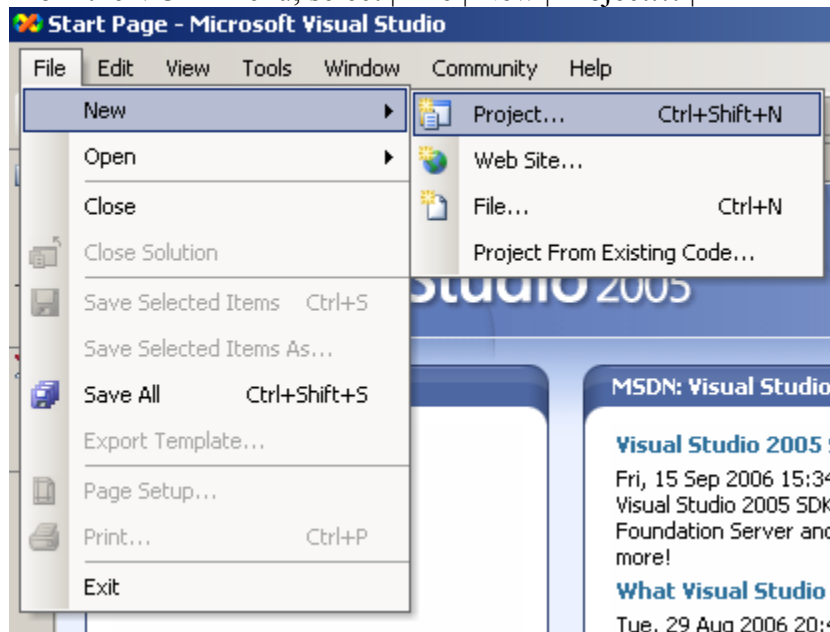 Start Page - Microsoft Visual Studio
File Edit View Tools Window Community Help
New
Project... Ctrl+Shift+N
Open
Web Site...
Close
File... Ctrl+N
Close Solution
Project From Existing Code...
Save Selected Items Ctrl+S
Studio 2005
Save Selected Items As...
Save All Ctrl+Shift+S
MSDN: Visual Studio
Export Template...
Visual Studio 2005
Page Setup...
Fri, 15 Sep 2006 15:34
Visual Studio 2005 SDK
Print... Ctrl+P
Foundation Server and
more!
Exit
What Visual Studio
Tue, 29 Aug 2006 20:4